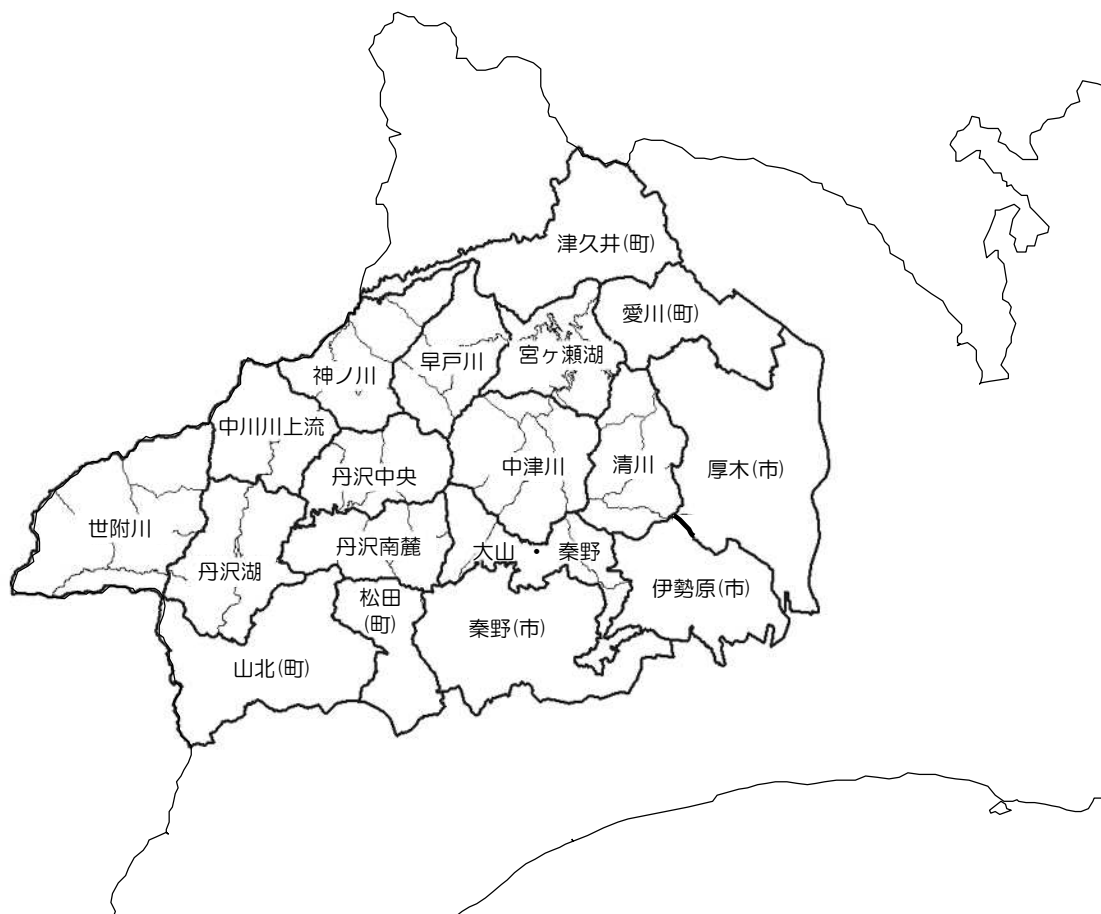 津久井(町)
愛川(町)
宮ヶ瀬湖
早戸川
神ノ川
中川川上流
丹沢中央
中津川
清川
厚木(市)
世附川
丹沢湖
丹沢南麓
大山
秦野
松田
(町)
秦野(市)
伊勢原(市)
山北(町)